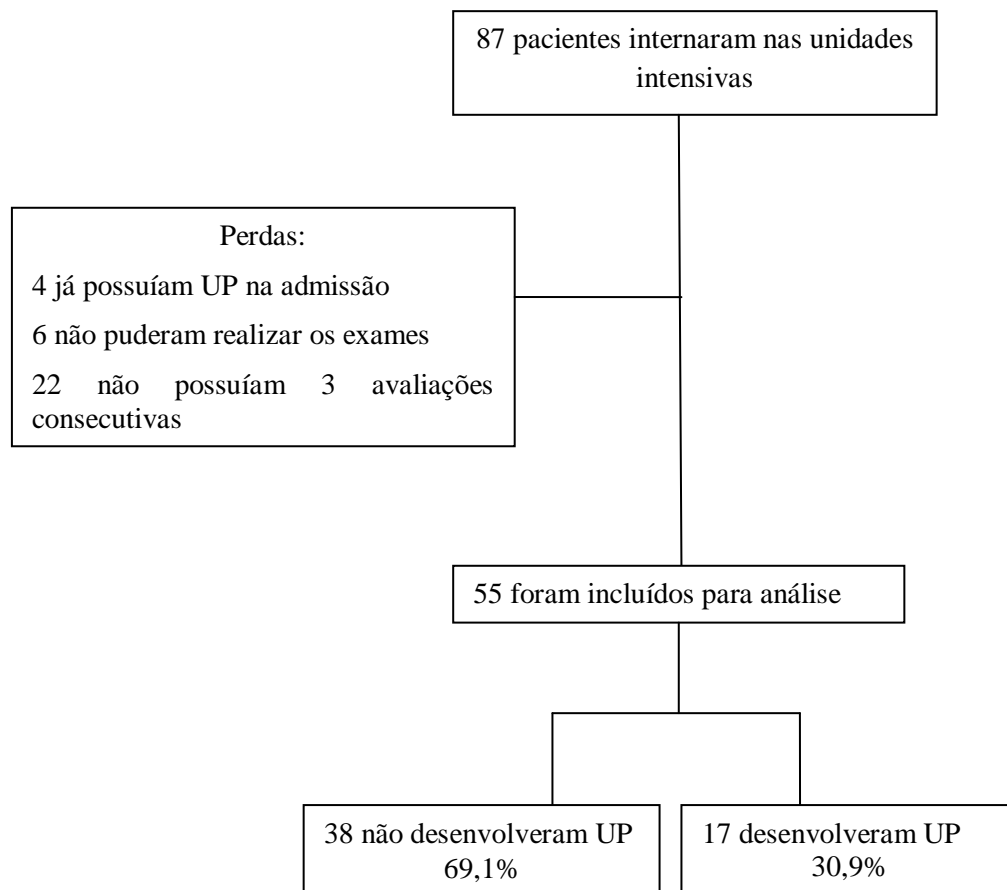 87 pacientes internaram nas unidades
intensivas
Perdas:
4 já possuíam UP na admissão
6 não puderam realizar os exames
22 não possuíam 3 avaliações
consecutivas
55 foram incluídos para análise
38 não desenvolveram UP
69,1%
17 desenvolveram UP
30,9%